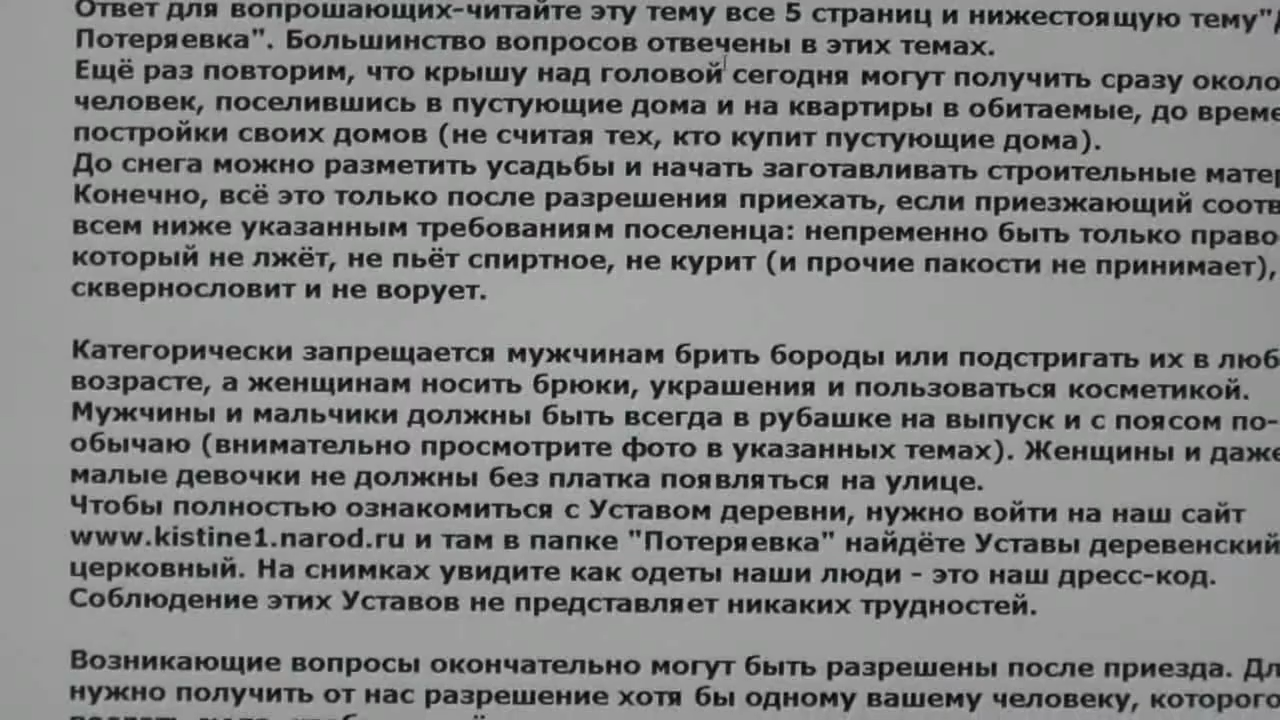 Ответ для вопрошающих-читайте эту тему все 5 страниц и нижестоящую тему"
Потеряевка". Большинство вопросов отвечены в этих темах.
Ещё раз повторим, что крышу над головой сегодня могут получить сразу около
человек, поселившись в пустующие дома и на квартиры в обитаемые, до време
постройки своих домов (не считая тех, кто купит пустующие дома).
До снега можно разметить усадьбы и начать заготавливать строительные матер
Конечно, всё это только после разрешения приехать, если приезжающий соотв
всем ниже указанным требованиям поселенца: непременно быть только право
который не лжёт, не пьёт спиртное, не курит (и прочие пакости не принимает),
сквернословит и не ворует.
Категорически запрещается мужчинам брить бороды или подстригать их в люб
возрасте, а женщинам носить брюки, украшения и пользоваться косметикой.
Мужчины и мальчики должны быть всегда в рубашке на выпуск и с поясом по-
обычаю (внимательно просмотрите фото в указанных темах). Женщины и даже
малые девочки не должны без платка появляться на улице.
Чтобы полностью ознакомиться с Уставом деревни, нужно войти на наш сайт
www.kistine1.narod.ru и там в папке "Потеряевка" найдёте Уставы деревенский
церковный. На снимках увидите как одеты наши люди - это наш дресс-код.
Соблюдение этих Уставов не представляет никаких трудностей.
Возникающие вопросы окончательно могут быть разрешены после приезда. Дл
нужно получить от нас разрешение хотя бы одному вашему человеку, которого